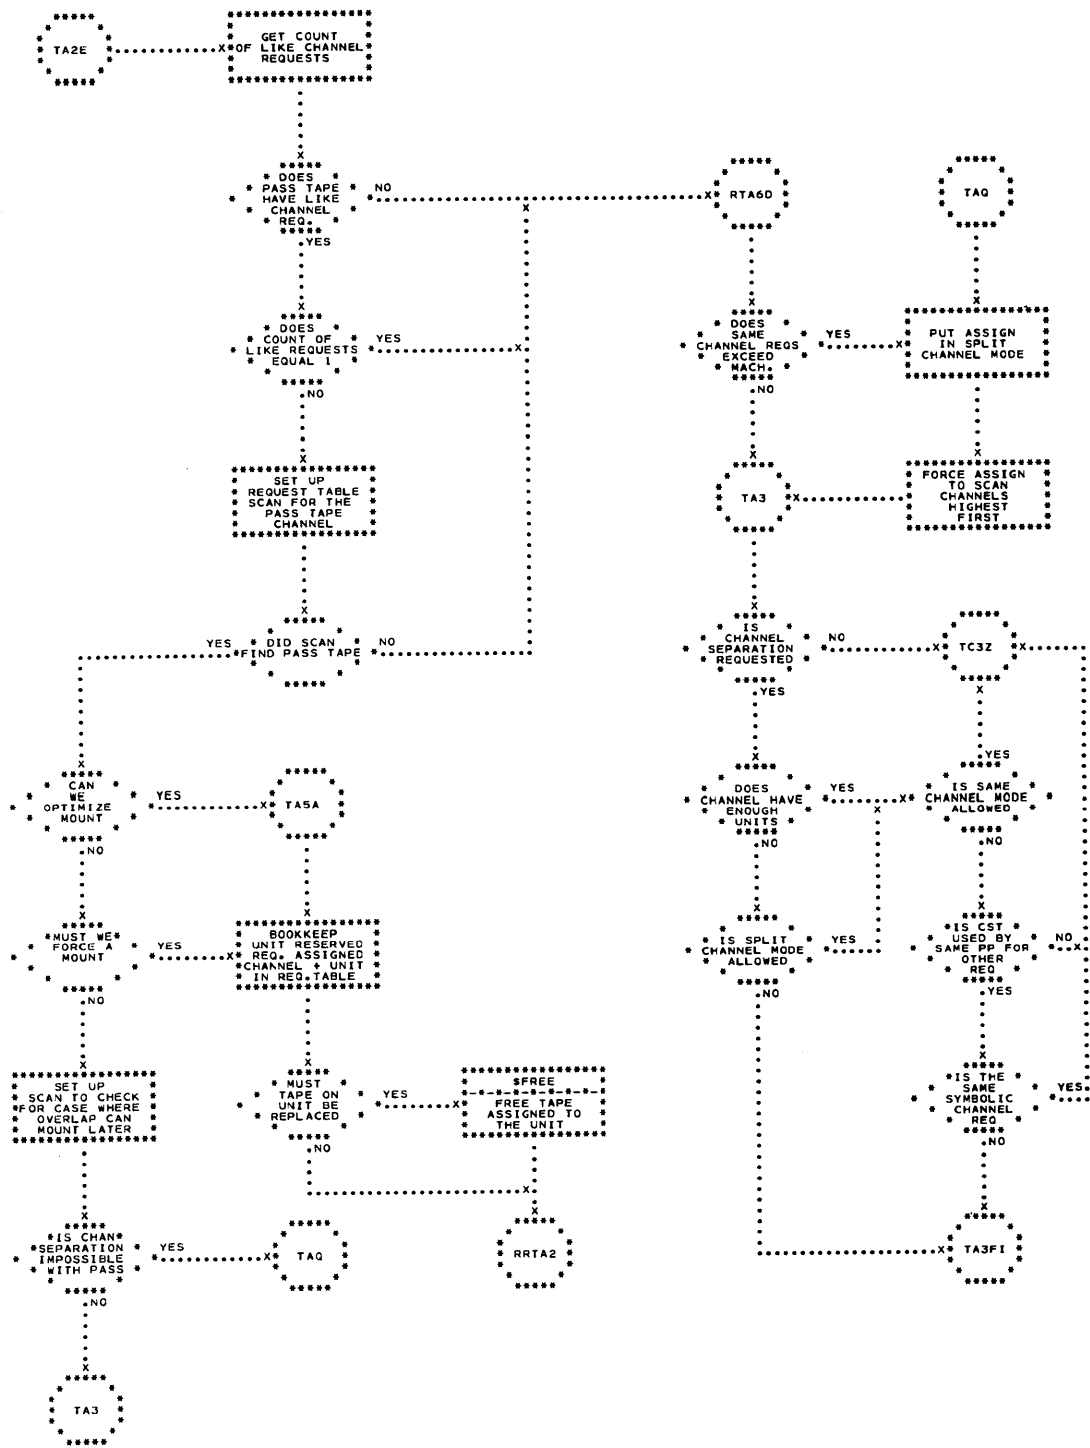 TA2E
GET COUNT
OF LIKE CHANNEL
REQUESTS
DOES
PASS TAPE
HAVE LIKE
CHANNEL
REQ.
NO
YES
RTA6D
TAQ
DOES
COUNT OF
LIKE REQUESTS
EQUAL 1
YES
NO
DOES
SAME
CHANNEL REQS
EXCEED
MACH.
YES
NO
PUT ASSIGN
IN SPLIT
CHANNEL MODE
SET UP
REQUEST TABLE
SCAN FOR THE
PASS TAPE
CHANNEL
TA3
FORCE ASSIGN
TO SCAN
CHANNELS
HIGHEST
FIRST
YES
DID SCAN
FIND PASS TAPE
NO
IS
CHANNEL
SEPARATION
REQUESTED
NO
YES
TC3Z
CAN
WE
OPTIMIZE
MOUNT
YES
NO
TA5A
DOES
CHANNEL HAVE
ENOUGH
UNITS
YES
NO
YES
IS SAME
CHANNEL MODE
ALLOWED
NO
MUST WE
FORCE A
MOUNT
YES
NO
BOOKKEEP
UNIT RESERVED
REQ. ASSIGNED
CHANNEL + UNIT
IN REQ.TABLE
IS SPLIT
CHANNEL MODE
ALLOWED
YES
NO
IS CST
USED BY
SAME PP FOR
OTHER
REQ
NO
YES
SET UP
SCAN TO CHECK
FOR CASE WHERE
OVERLAP CAN
MOUNT LATER
MUST
TAPE ON
UNIT BE
REPLACED
YES
NO
$FREE
FREE TAPE
ASSIGNED TO
THE UNIT
IS THE
SAME
SYMBOLIC
CHANNEL
REQ
YES
NO
IS CHAN
SEPARATION
IMPOSSIBLE
WITH PASS
YES
NO
TAQ
RRTA2
TA3FI
TA3